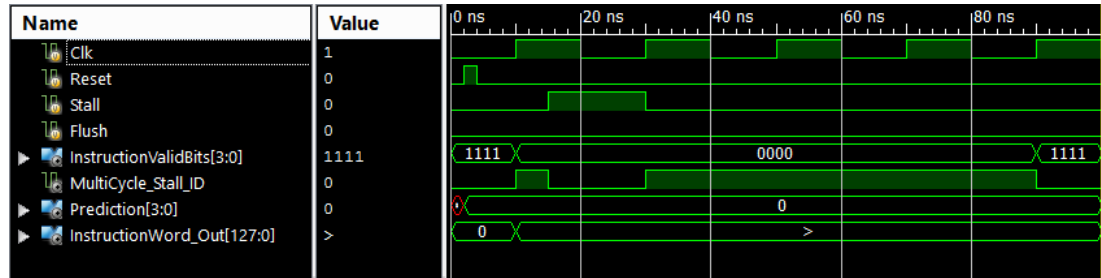 Name Value 0 ns 20 ns 40 ns 60 ns 80 ns
Clk 1
Reset 0
Stall 0
Flush 0
InstructionValidBits[3:0] 1111 1111 0000 1111
MultiCycle_Stall_ID 0
Prediction[3:0] 0 0
InstructionWord_Out[127:0] > 0 >